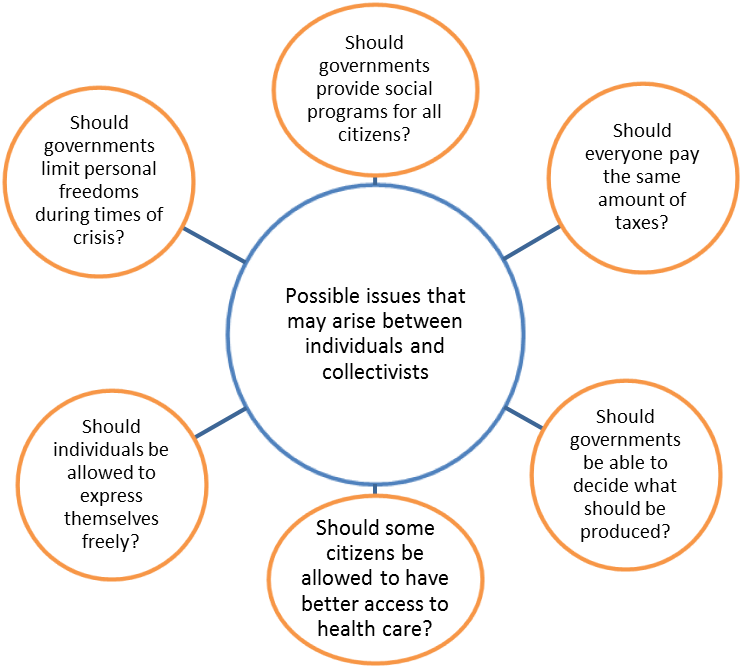 Should
governments
provide social
programs for all
citizens?
Should
everyone pay
the same
amount of
taxes?
Should
governments
be able to
decide what
should be
produced?
Should some
citizens be
allowed to have
better access to
health care?
Should
individuals be
allowed to
express
themselves
freely?
Should
governments
limit personal
freedoms
during times of
crisis?
Possible issues that
may arise between
individuals and
collectivists